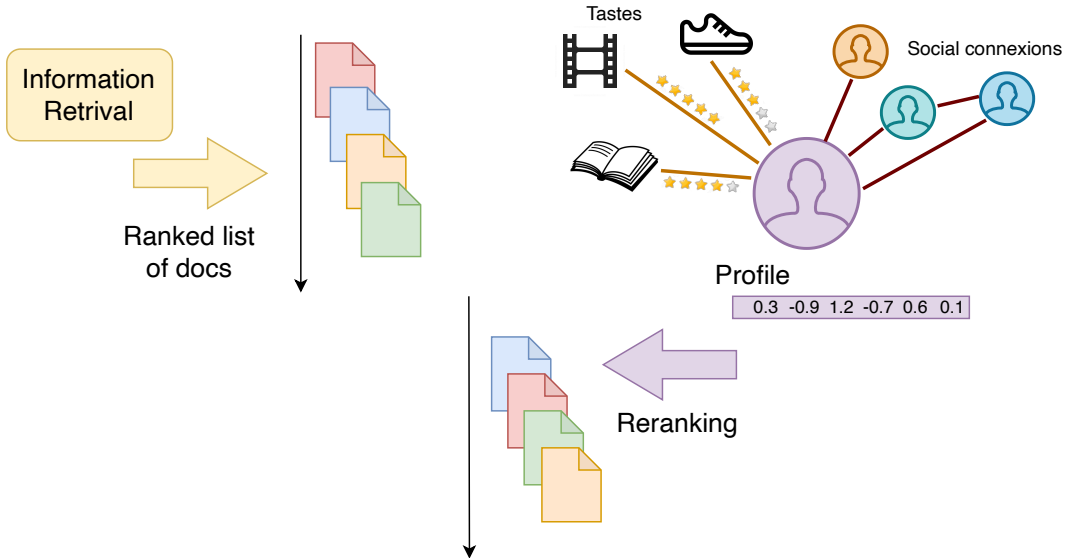 Information
Retrival
Ranked list
of docs
Tastes
Social connexions
Profile
0.3 -0.9 1.2 -0.7 0.6 0.1
Reranking